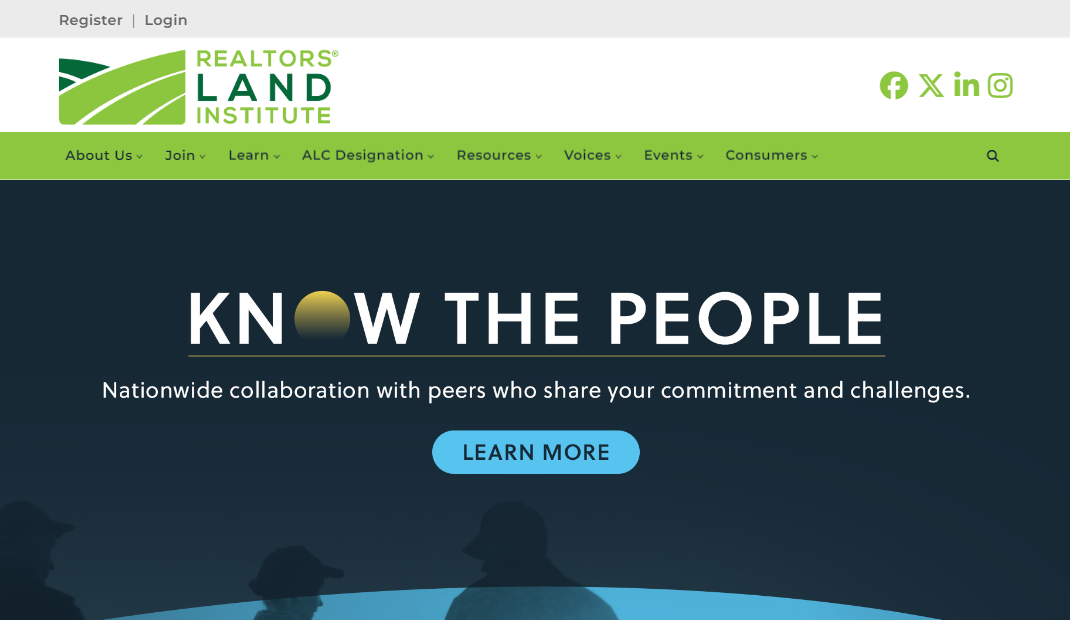 Register | Login
REALTORS®
LAND
INSTITUTE
About Us Join Learn ALC Designation Resources Voices Events Consumers
KNOW THE PEOPLE
Nationwide collaboration with peers who share your commitment and challenges.
LEARN MORE